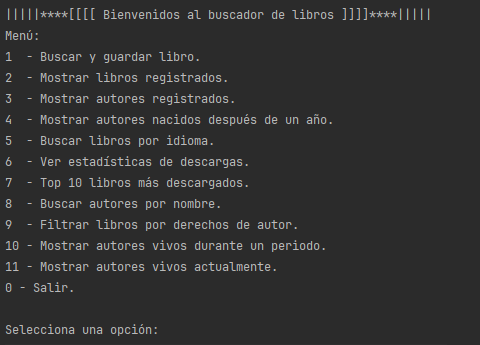 |||||****[[[[ Bienvenidos al buscador de libros ]]]]****|||||
Menú:
1  - Buscar y guardar libro.
2  - Mostrar libros registrados.
3  - Mostrar autores registrados.
4  - Mostrar autores nacidos después de un año.
5  - Buscar libros por idioma.
6  - Ver estadísticas de descargas.
7  - Top 10 libros más descargados.
8  - Buscar autores por nombre.
9  - Filtrar libros por derechos de autor.
10 - Mostrar autores vivos durante un periodo.
11 - Mostrar autores vivos actualmente.
0 - Salir.
Selecciona una opción: